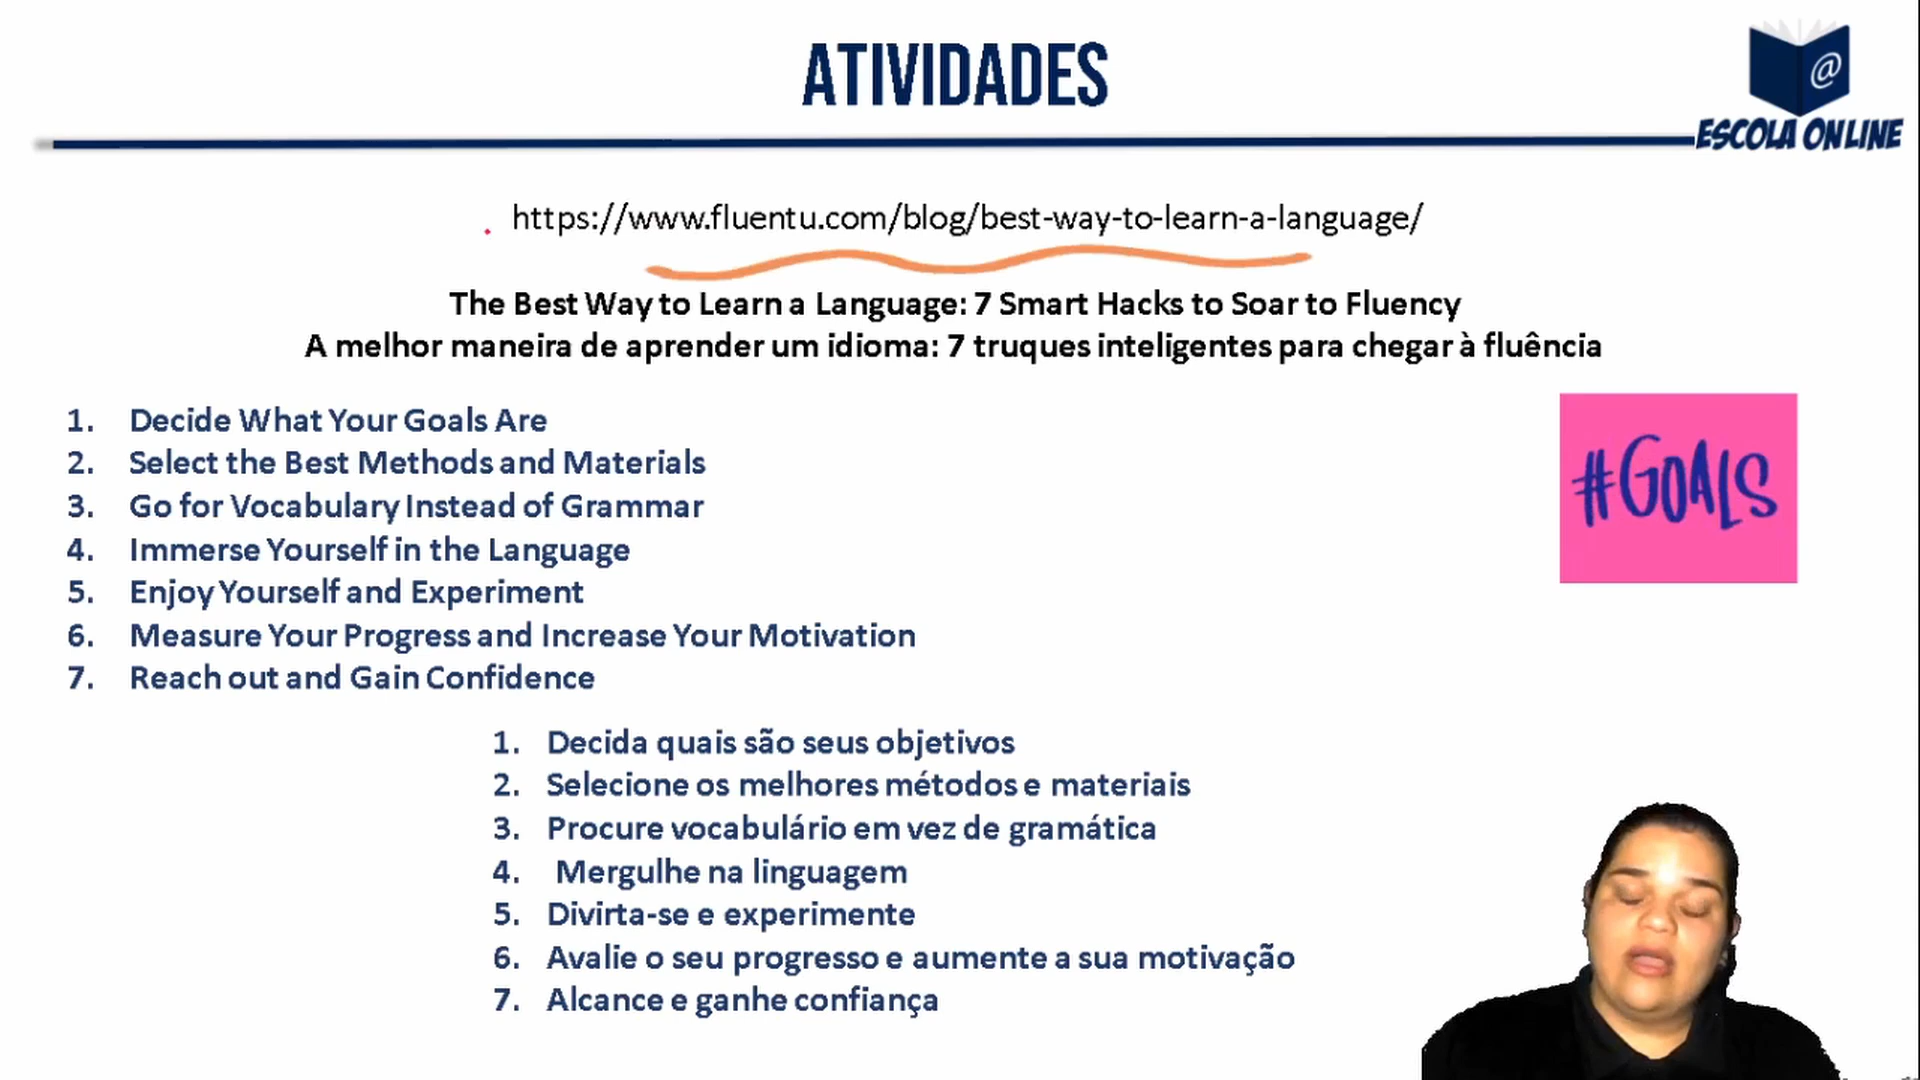 ATIVIDADES
@
ESCOLA ONLINE
https://www.fluentu.com/blog/best-way-to-learn-a-language/
The Best Way to Learn a Language: 7 Smart Hacks to Soar to Fluency
A melhor maneira de aprender um idioma: 7 truques inteligentes para chegar à fluência
1. Decide What Your Goals Are
2. Select the Best Methods and Materials
3. Go for Vocabulary Instead of Grammar
4. Immerse Yourself in the Language
5. Enjoy Yourself and Experiment
6. Measure Your Progress and Increase Your Motivation
7. Reach out and Gain Confidence
#GOALS
1. Decida quais são seus objetivos
2. Selecione os melhores métodos e materiais
3. Procure vocabulário em vez de gramática
4. Mergulhe na linguagem
5. Divirta-se e experimente
6. Avalie o seu progresso e aumente a sua motivação
7. Alcance e ganhe confiança